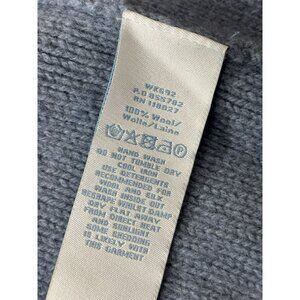 WK592
P.O 855782
RN 118827
100% Wool/
Wolle/Laine
HAND WASH
DO NOT TUMBLE DRY
COOL IRON
USE DETERGENTS
RECOMMENDED FOR
WOOL AND SILK
WASH INSIDE OUT
RESHAPE WHILST DAMP
DRY FLAT AWAY
FROM DIRECT HEAT
AND SUNLIGHT
SOME SHEDDING
IS LIKELY WITH
THIS GARMENT